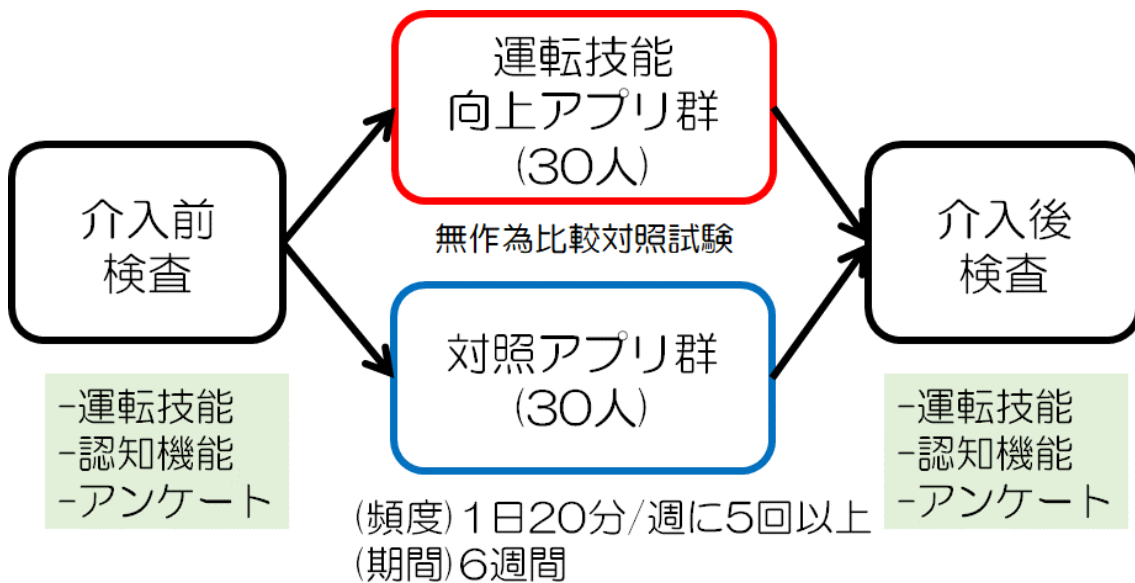 介入前
検査
-運転技能
-認知機能
-アンケート
運転技能
向上アプリ群
(30人)
無作為比較対照試験
対照アプリ群
(30人)
(頻度)1日20分/週に5回以上
(期間)6週間
介入後
検査
-運転技能
-認知機能
-アンケート